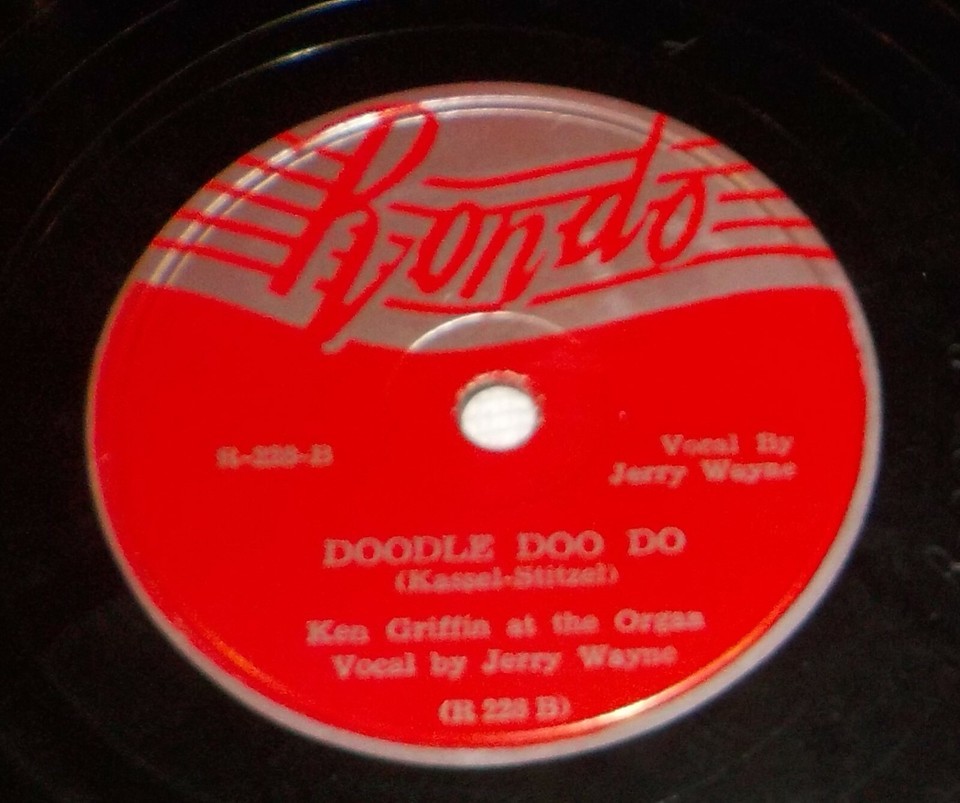 Rondo
R-228-B
Vocal By
Jerry Wayne
DOODLE DOO DO
(Kassel-Stitzel)
Ken Griffin at the Organ
Vocal by Jerry Wayne
(R 228 B)